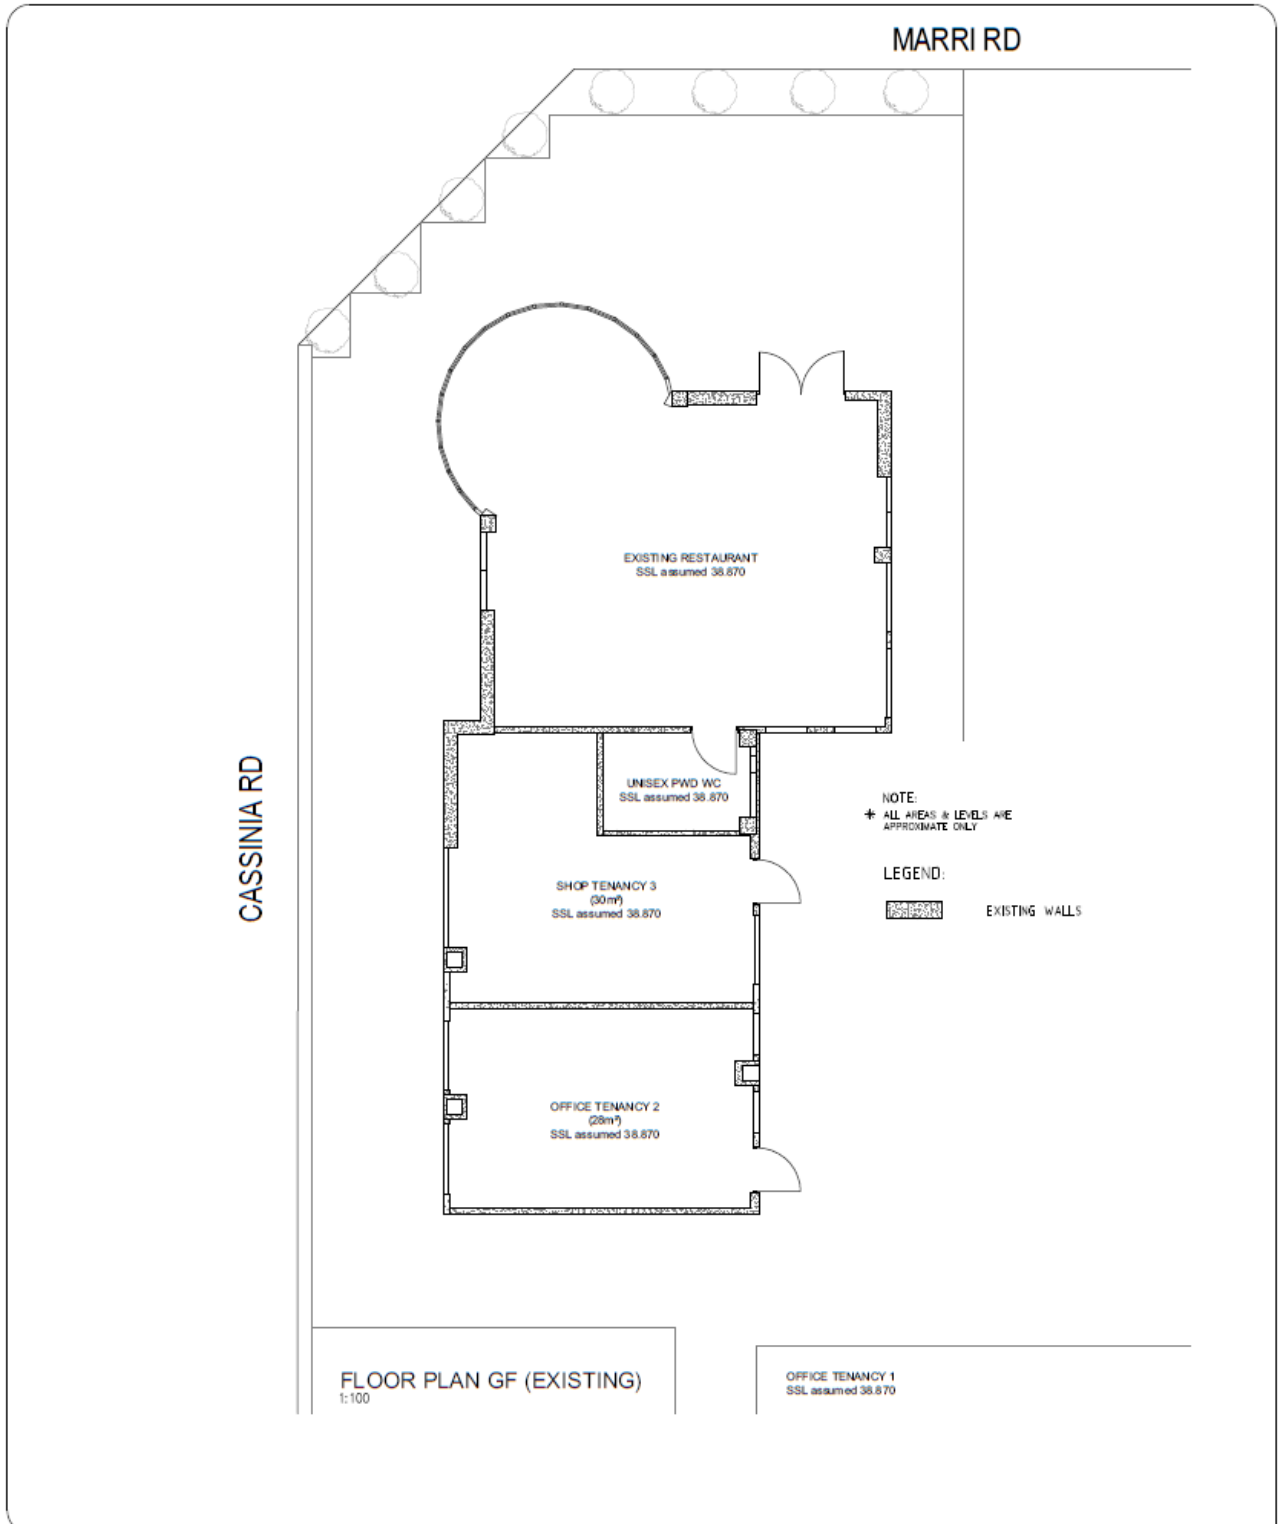 MARRI RD
EXISTING RESTAURANT
SSL assumed 38.870
CASSINIA RD
UNISEX PWD WC
SSL assumed 38.870
NOTE:
* ALL AREAS & LEVELS ARE
APPROXIMATE ONLY
LEGEND:
EXISTING WALLS
SHOP TENANCY 3
(30m²)
SSL assumed 38.870
OFFICE TENANCY 2
(28m²)
SSL assumed 38.870
FLOOR PLAN GF (EXISTING)
1:100
OFFICE TENANCY 1
SSL assumed 38.870